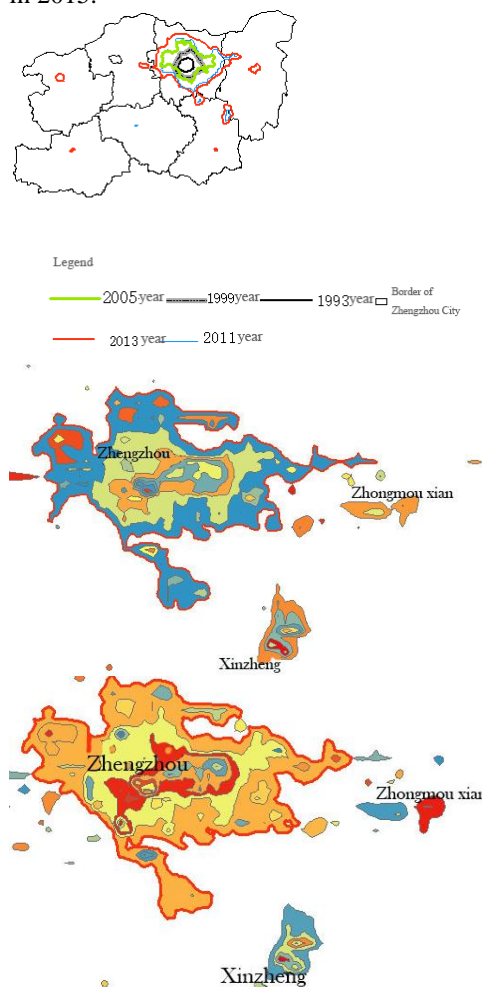 in 2013.
Legend
2005year 1999year 1993year Border of
Zhengzhou City
2013 year 2011year
Zhengzhou
Zhongmou xian
Xinzheng
Zhengzhou
Zhongmou xian
Xinzheng